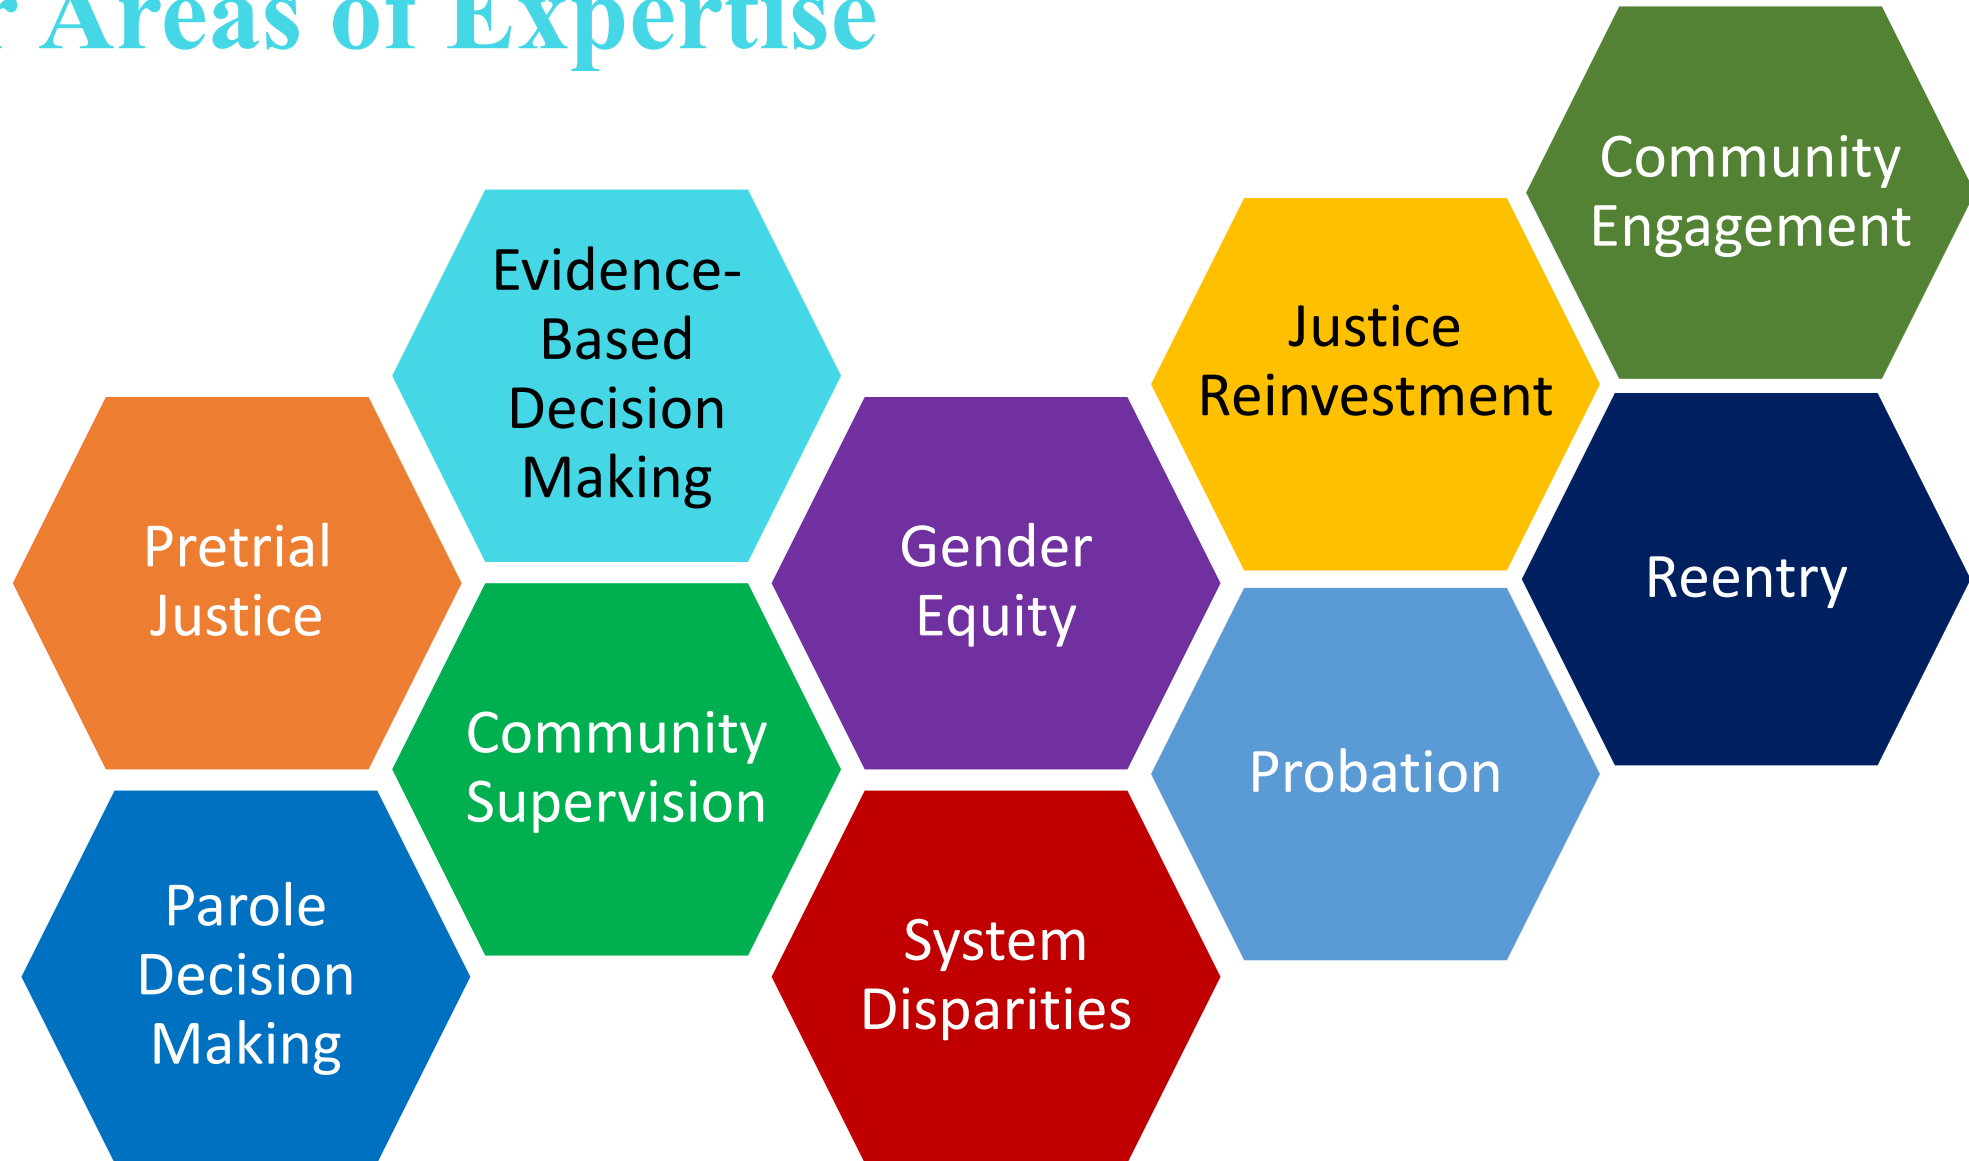 r Areas of Expertise
Community
Engagement
Evidence-
Based
Decision
Making
Justice
Reinvestment
Pretrial
Justice
Gender
Equity
Reentry
Community
Supervision
Probation
Parole
Decision
Making
System
Disparities